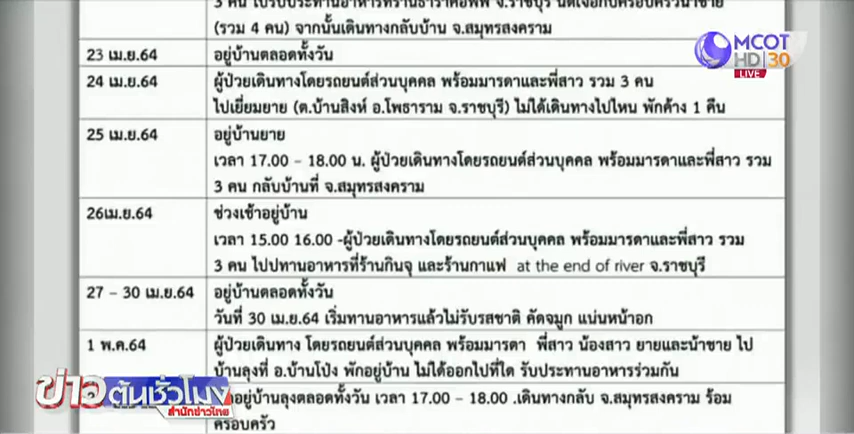 3 คน ไปรับประทานอาหารที่ร้าน
จ.ราชบุรี
(รวม 4 คน) จากนั้นเดินทางกลับบ้าน จ.สมุทรสงคราม
MCOT
HD 30
LIVE
23 เม.ย.64 อยู่บ้านตลอดทั้งวัน
24 เม.ย.64 ผู้ป่วยเดินทางโดยรถยนต์ส่วนบุคคล พร้อมมารดาและพี่สาว รวม 3 คน
ไปเยี่ยมยาย (ต.บ้านสิงห์ อ.โพธาราม จ.ราชบุรี) ไม่ได้เดินทางไปไหน พักค้าง 1 คืน
25 เม.ย.64 อยู่บ้านยาย
เวลา 17.00 - 18.00 น. ผู้ป่วยเดินทางโดยรถยนต์ส่วนบุคคล พร้อมมารดาและพี่สาว รวม
3 คน กลับบ้านที่ จ.สมุทรสงคราม
26เม.ย.64 ช่วงเช้าอยู่บ้าน
เวลา 15.00 16.00 -ผู้ป่วยเดินทางโดยรถยนต์ส่วนบุคคล พร้อมมารดาและพี่สาว รวม
3 คน ไปปทานอาหารที่ร้านกินจุ และร้านกาแฟ at the end of river จ.ราชบุรี
27 - 30 เม.ย.64 อยู่บ้านตลอดทั้งวัน
วันที่ 30 เม.ย.64 เริ่มทานอาหารแล้วไม่รับรสชาติ คัดจมูก แน่นหน้าอก
1 พ.ค.64 ผู้ป่วยเดินทาง โดยรถยนต์ส่วนบุคคล พร้อมมารดา พี่สาว น้องสาว ยายและน้าชาย ไป
บ้านลุงที่ อ.บ้านโป่ง พักอยู่บ้าน ไม่ได้ออกไปที่ใด รับประทานอาหารร่วมกัน
อยู่บ้านลุงตลอดทั้งวัน เวลา 17.00 - 18.00 .เดินทางกลับ จ.สมุทรสงคราม ร้อม
ครอบครัว
ข่าวต้นชั่วโมง
สำนักข่าวไทย